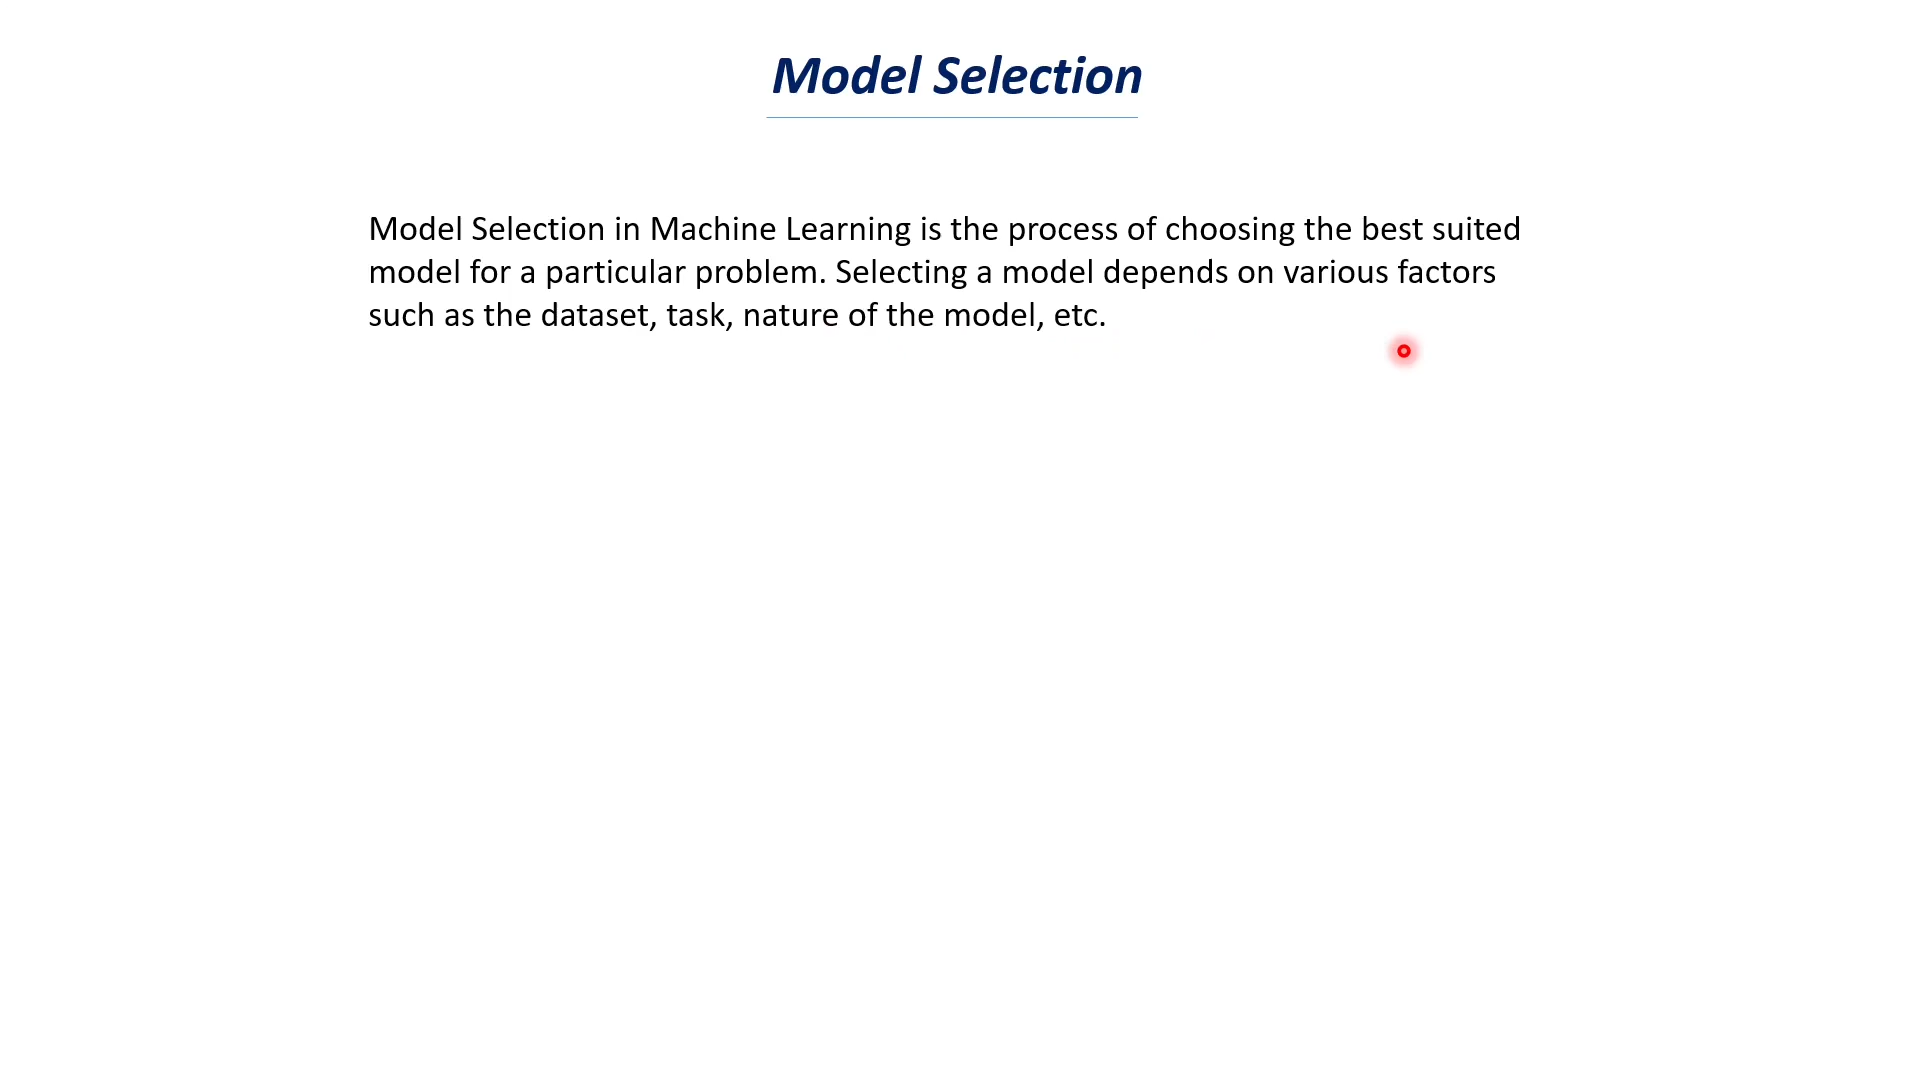 Model Selection
Model Selection in Machine Learning is the process of choosing the best suited
model for a particular problem. Selecting a model depends on various factors
such as the dataset, task, nature of the model, etc.